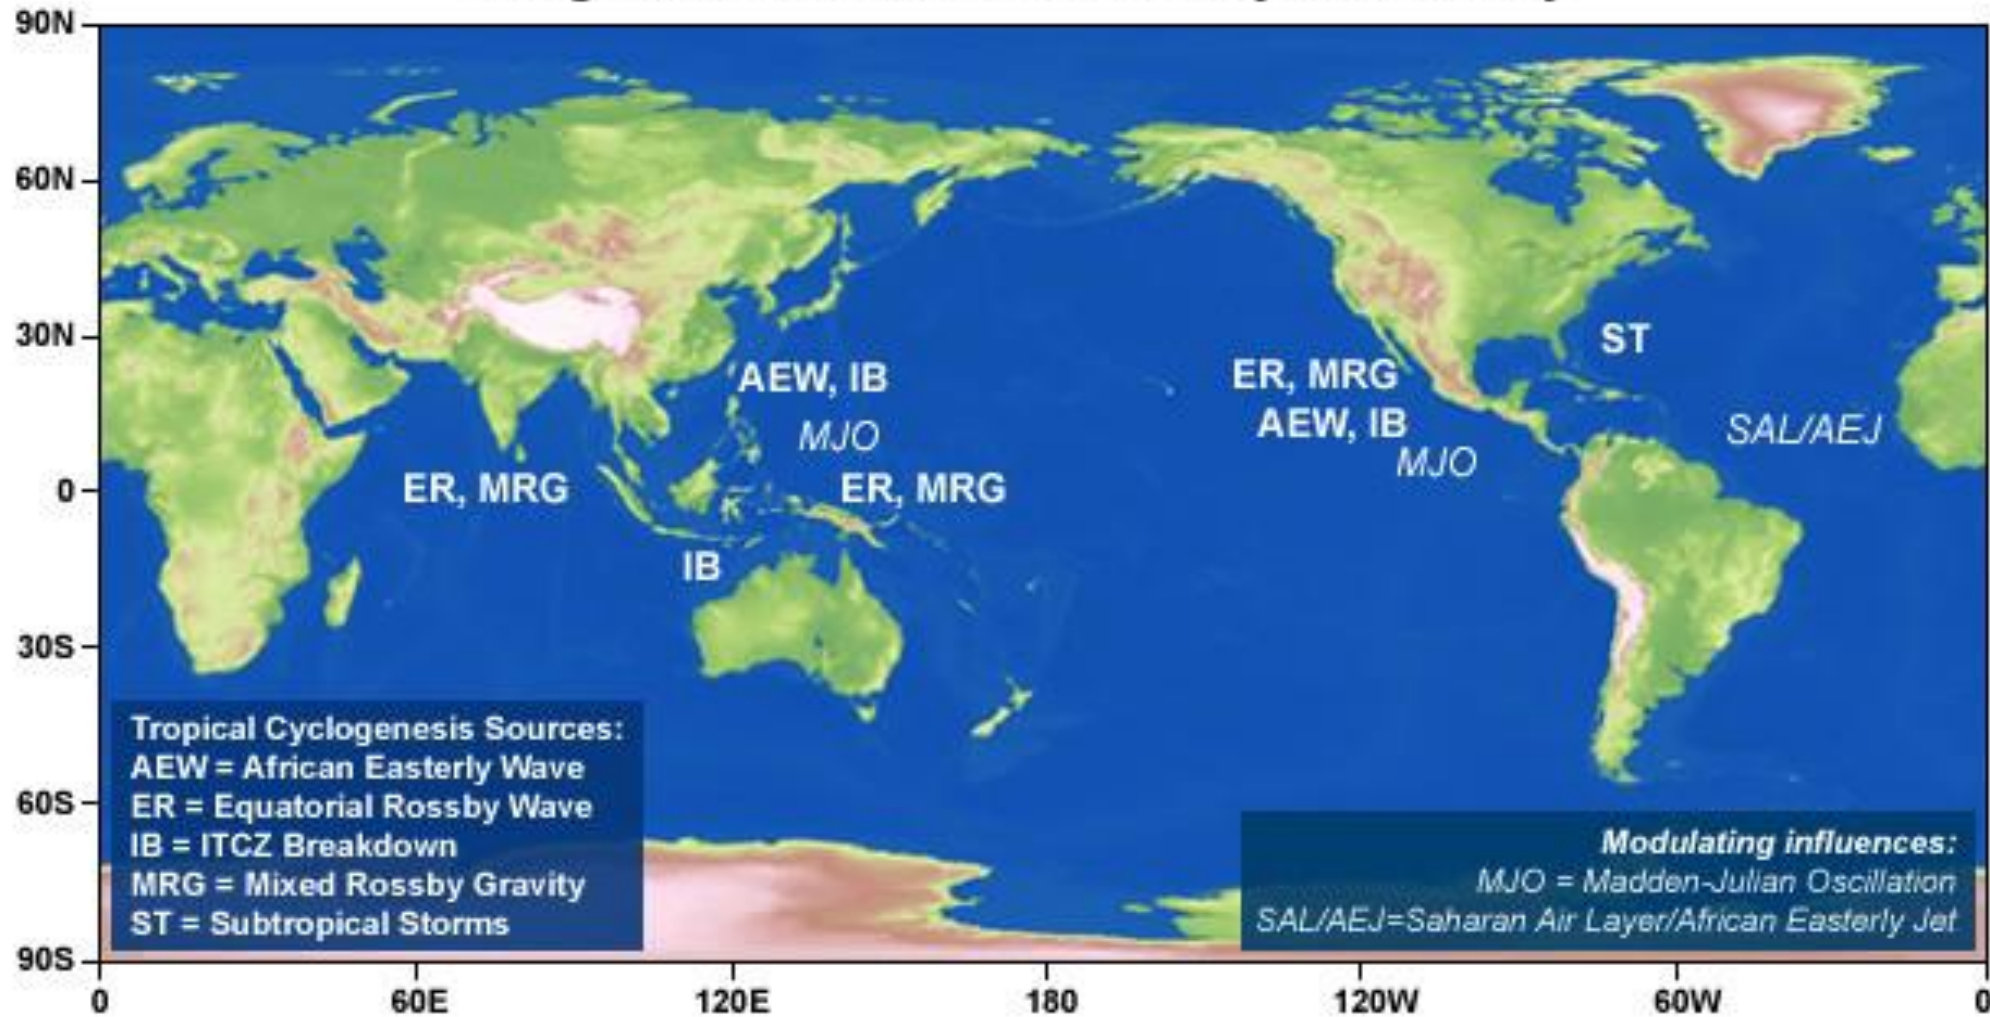 90N
60N
30N
0
30S
60S
90S
ST
AEW, IB
ER, MRG
AEW, IB
MJO
MJO
SAL/AEJ
ER, MRG
ER, MRG
IB
Tropical Cyclogenesis Sources:
AEW = African Easterly Wave
ER = Equatorial Rossby Wave
IB = ITCZ Breakdown
MRG = Mixed Rossby Gravity
ST = Subtropical Storms
Modulating influences:
MJO = Madden-Julian Oscillation
SAL/AEJ=Saharan Air Layer/African Easterly Jet
0
60E
120E
180
120W
60W
0